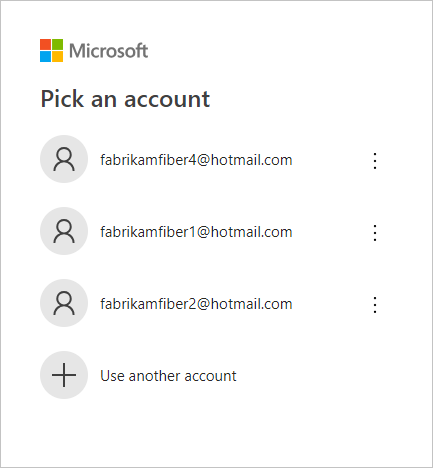 Microsoft
Pick an account
fabrikamfiber4@hotmail.com
fabrikamfiber1@hotmail.com
fabrikamfiber2@hotmail.com
Use another account